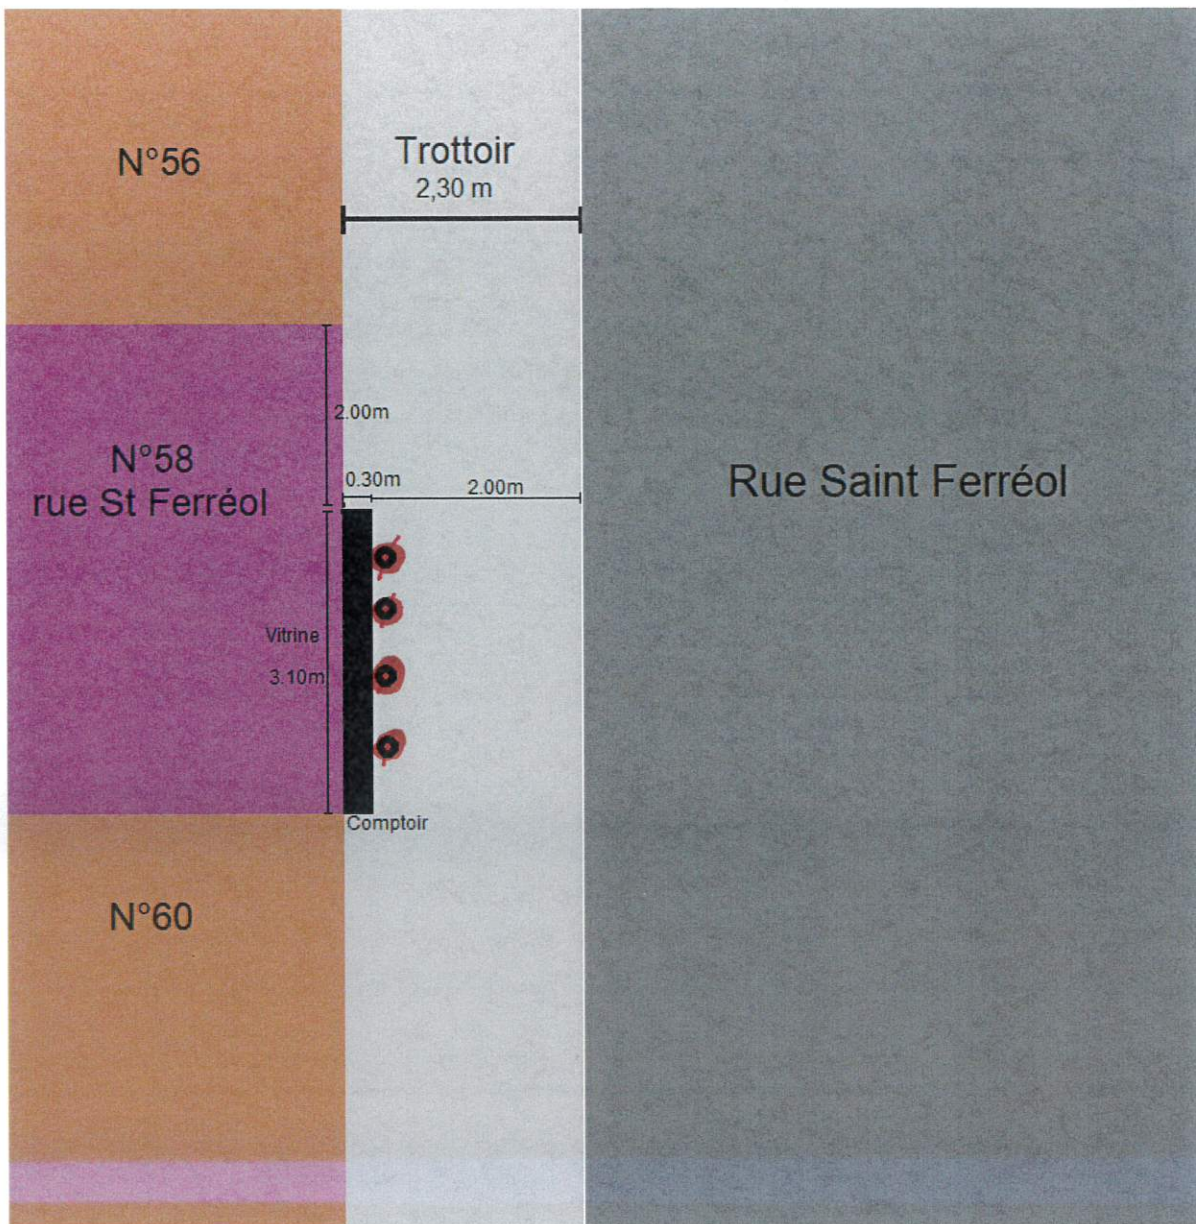 N°56
Trottoir
2,30 m
2.00m
N°58
rue St Ferréol
0.30m
2.00m
Rue Saint Ferréol
Vitrine
3.10m
Comptoir
N°60